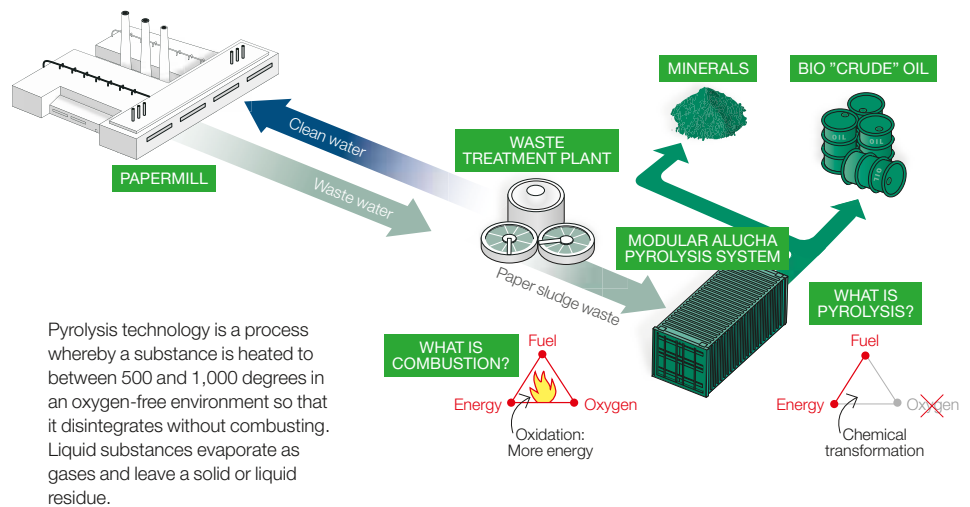 MINERALS
BIO ”CRUDE” OIL
OIL
OIL
OIL
Clean water
WASTE
TREATMENT PLANT
PAPERMILL
Waste water
MODULAR ALUCHA
PYROLYSIS SYSTEM
Paper sludge waste
WHAT IS
PYROLYSIS?
Pyrolysis technology is a process
whereby a substance is heated to
between 500 and 1,000 degrees in
an oxygen-free environment so that
it disintegrates without combusting.
Liquid substances evaporate as
gases and leave a solid or liquid
residue.
WHAT IS
COMBUSTION?
Fuel
Energy
Oxygen
Oxidation:
More energy
Fuel
Energy
Oxygen
Chemical
transformation